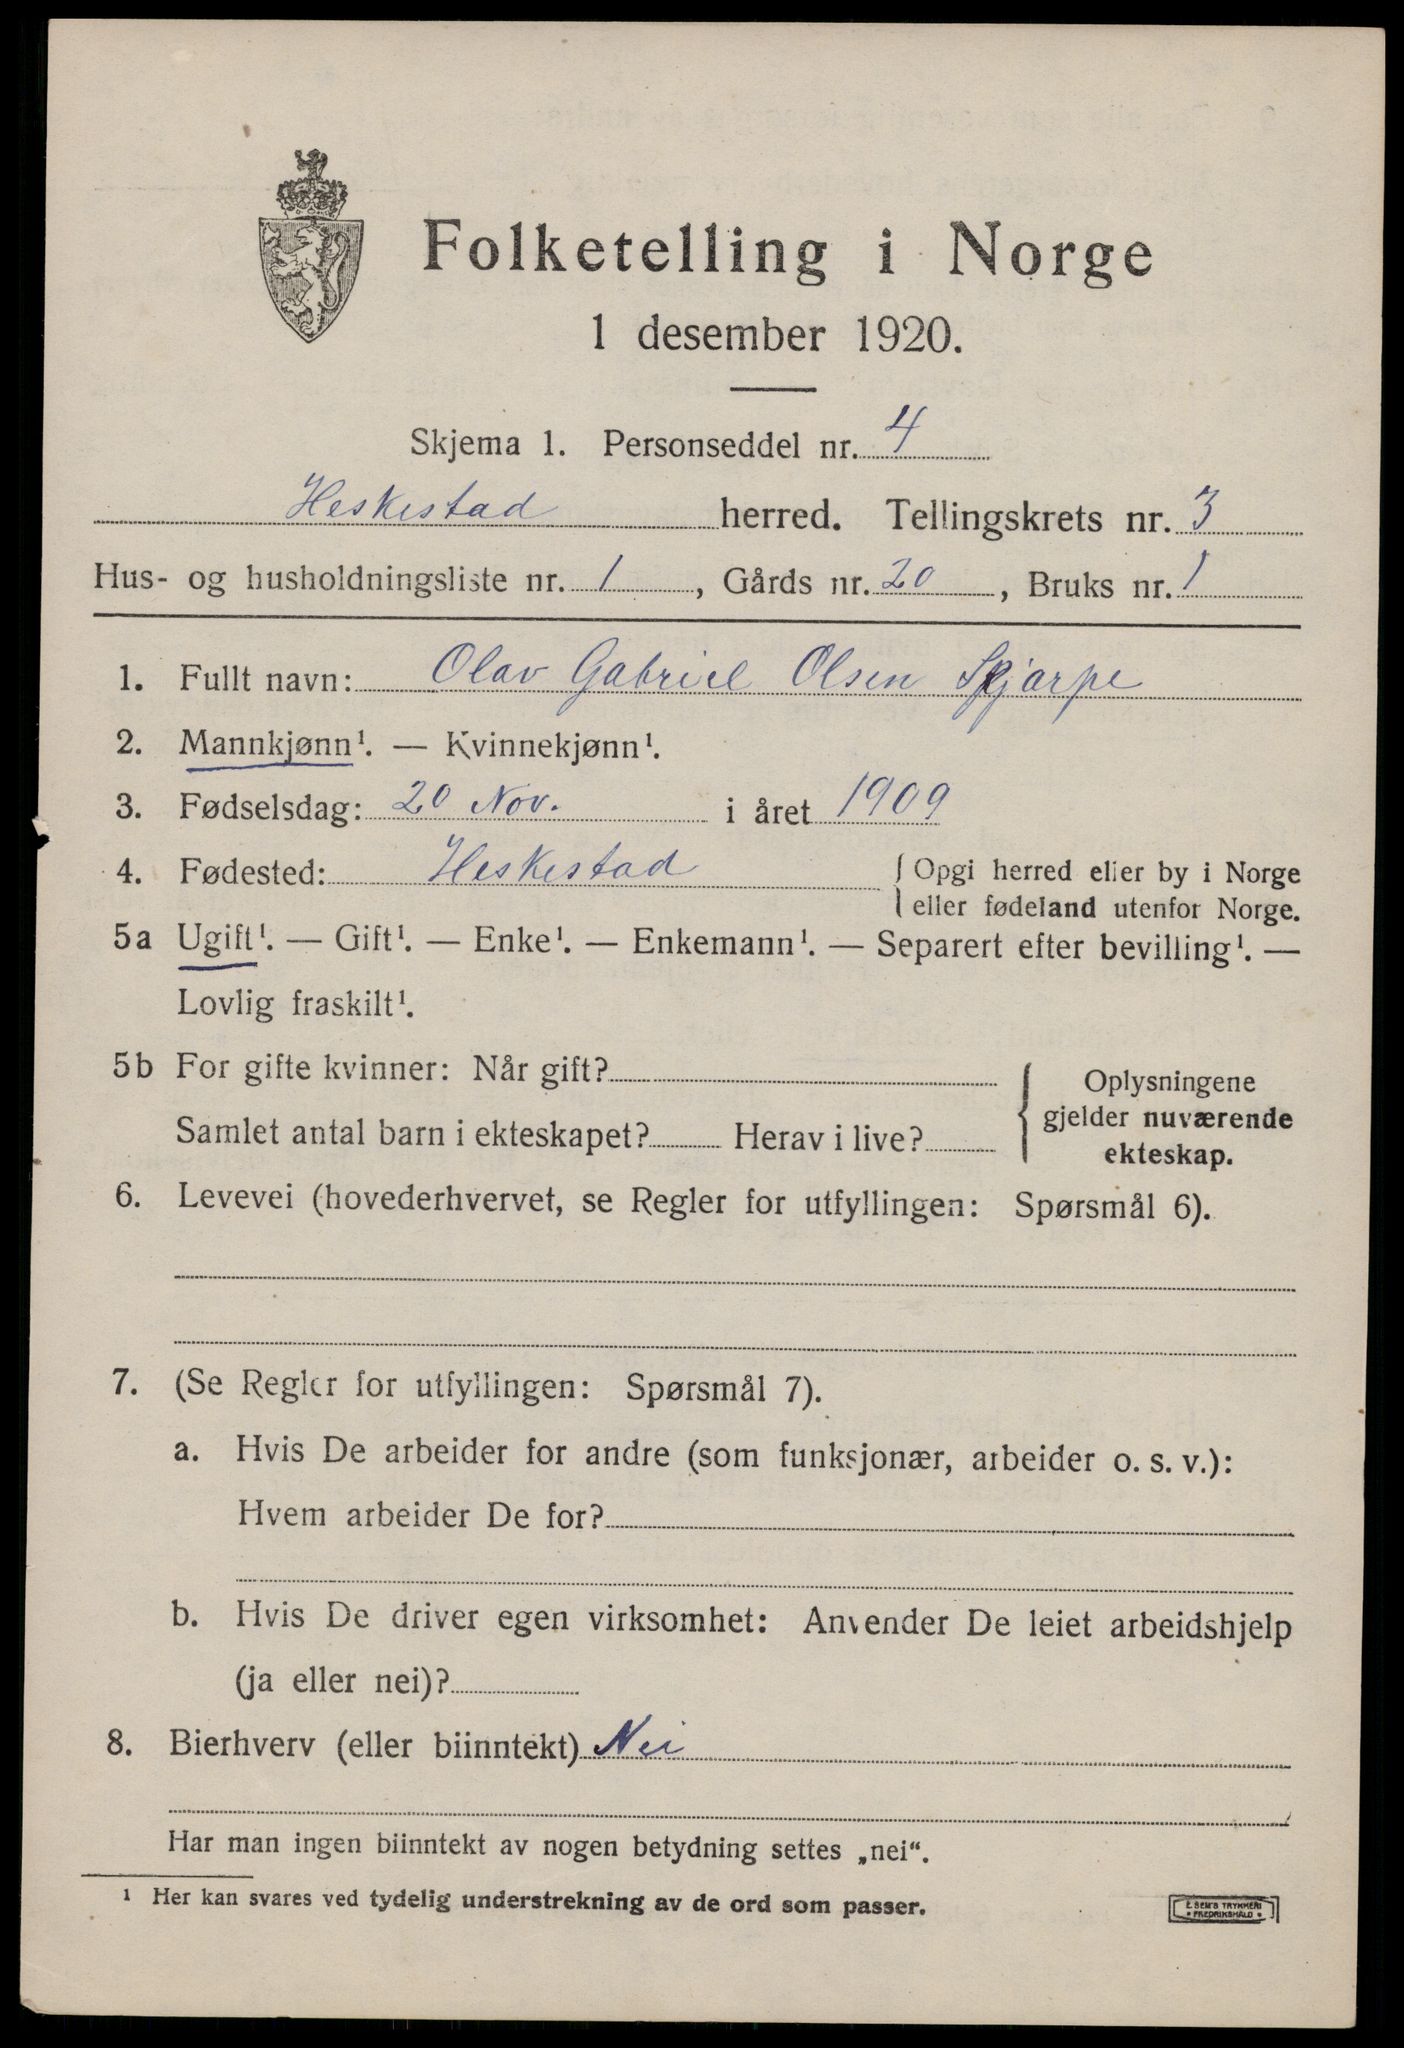 Folketelling i Norge
1 desember 1920.
Skjema 1. Personseddel nr. 4
Heskestad herred. Tellingskrets nr. 3
Hus- og husholdningsliste nr. 1, Gårds nr. 20, Bruks nr. 1
1. Fullt navn: Olav Gabriel Olsen Skjarpe
2. Mannkjønn¹. — Kvinnekjønn¹.
3. Fødselsdag: 20 Nov. i året 1909
4. Fødested: Heskestad { Opgi herred eller by i Norge
eller fødeland utenfor Norge.
5a Ugift¹. — Gift¹. — Enke¹. — Enkemann¹. — Separert efter bevilling¹. —
Lovlig fraskilt¹.
5b For gifte kvinner: Når gift?
Samlet antal barn i ekteskapet? Herav i live?
{ Oplysningene
gjelder nuværende
ekteskap.
6. Levevei (hovederhvervet, se Regler for utfyllingen: Spørsmål 6).
7. (Se Regler for utfyllingen: Spørsmål 7).
a. Hvis De arbeider for andre (som funksjonær, arbeider o. s. v.):
Hvem arbeider De for?
b. Hvis De driver egen virksomhet: Anvender De leiet arbeidshjelp
(ja eller nei)?
8. Bierhverv (eller biinntekt) Nei
Har man ingen biinntekt av nogen betydning settes „nei“.
¹ Her kan svares ved tydelig understrekning av de ord som passer.
E. SEM'S TRYKKERI
• FREDRIKSHALD •